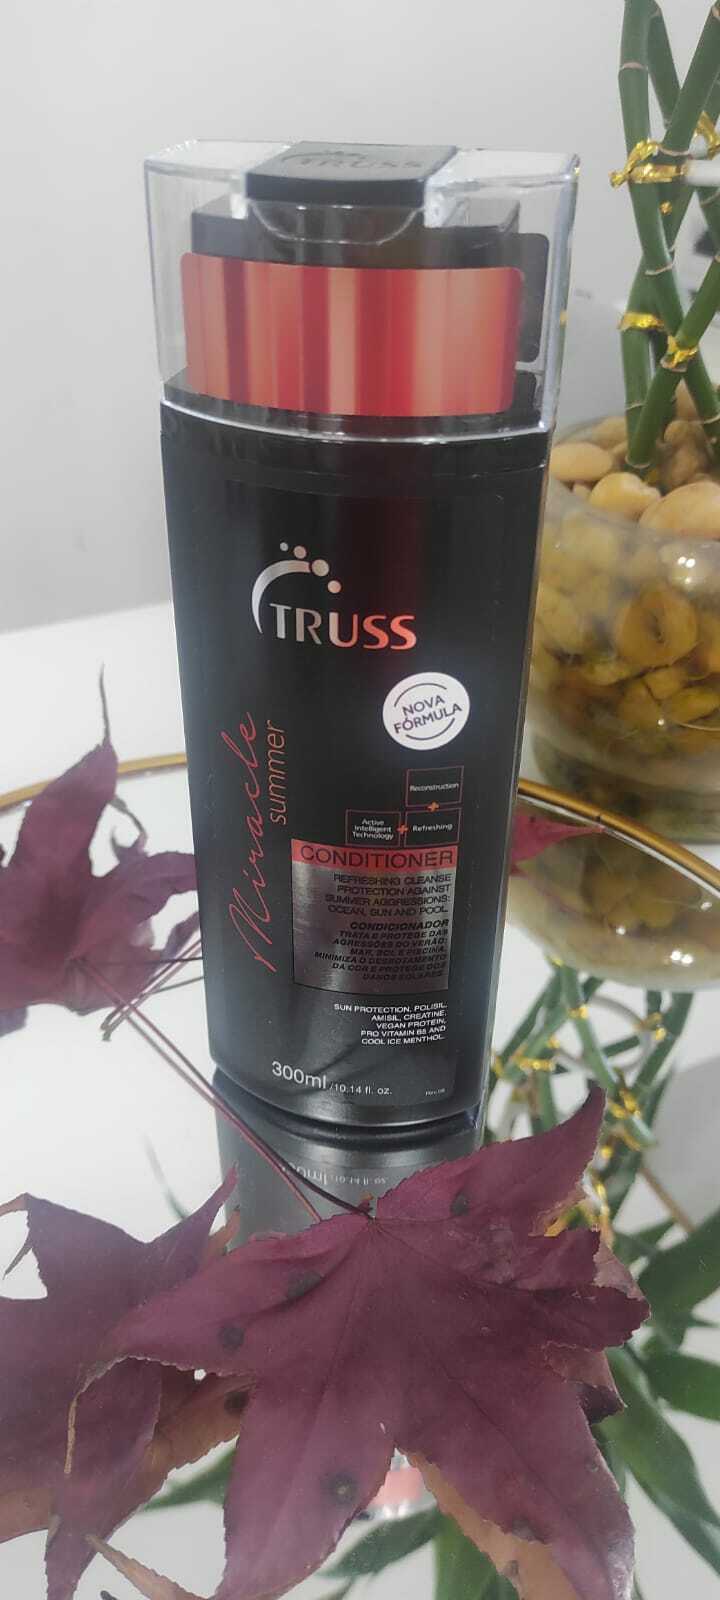 TRUSS
TRUSS
NOVA
FÓRMULA
Miracle
summer
Reconstruction
+
Active
Intelligent
Technology
+
Refreshing
CONDITIONER
REFRESHING CLEANSE
PROTECTION AGAINST
SUMMER AGGRESSIONS:
OCEAN, SUN AND POOL.
CONDICIONADOR
TRATA E PROTEGE DAS
AGRESSÕES DO VERÃO:
MAR, SOL E PISCINA.
MINIMIZA O DESBOTAMENTO
DA COR E PROTEGE DOS
DANOS SOLARES.
SUN PROTECTION, POLISIL,
AMISIL, CREATINE,
VEGAN PROTEIN,
PRO VITAMIN B5 AND
COOL ICE MENTHOL.
300ml /10.14 fl. oz.